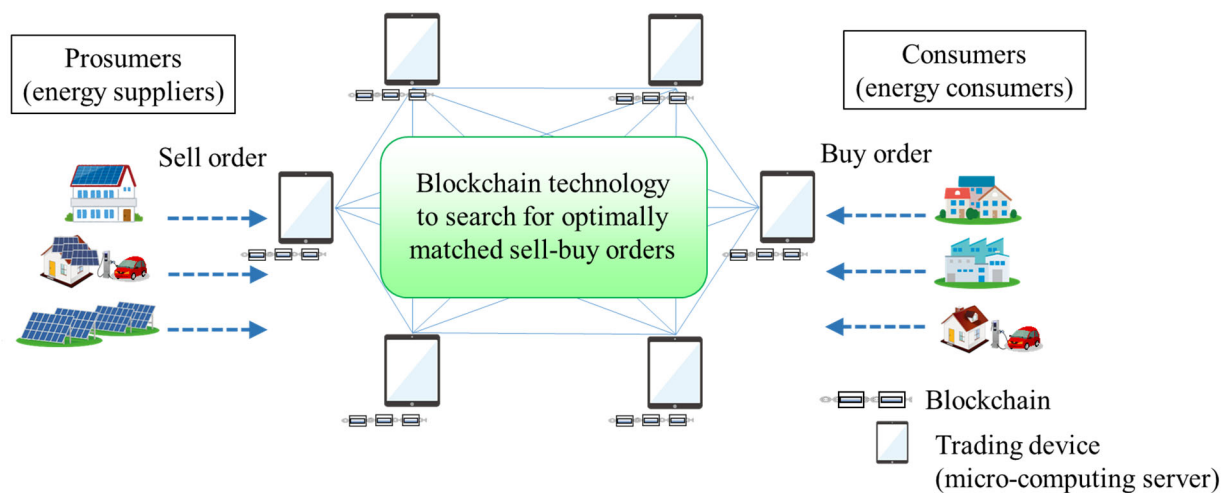 Prosumers
(energy suppliers)
Consumers
(energy consumers)
Sell order
Buy order
Blockchain technology
to search for optimally
matched sell-buy orders
Blockchain
Trading device
(micro-computing server)